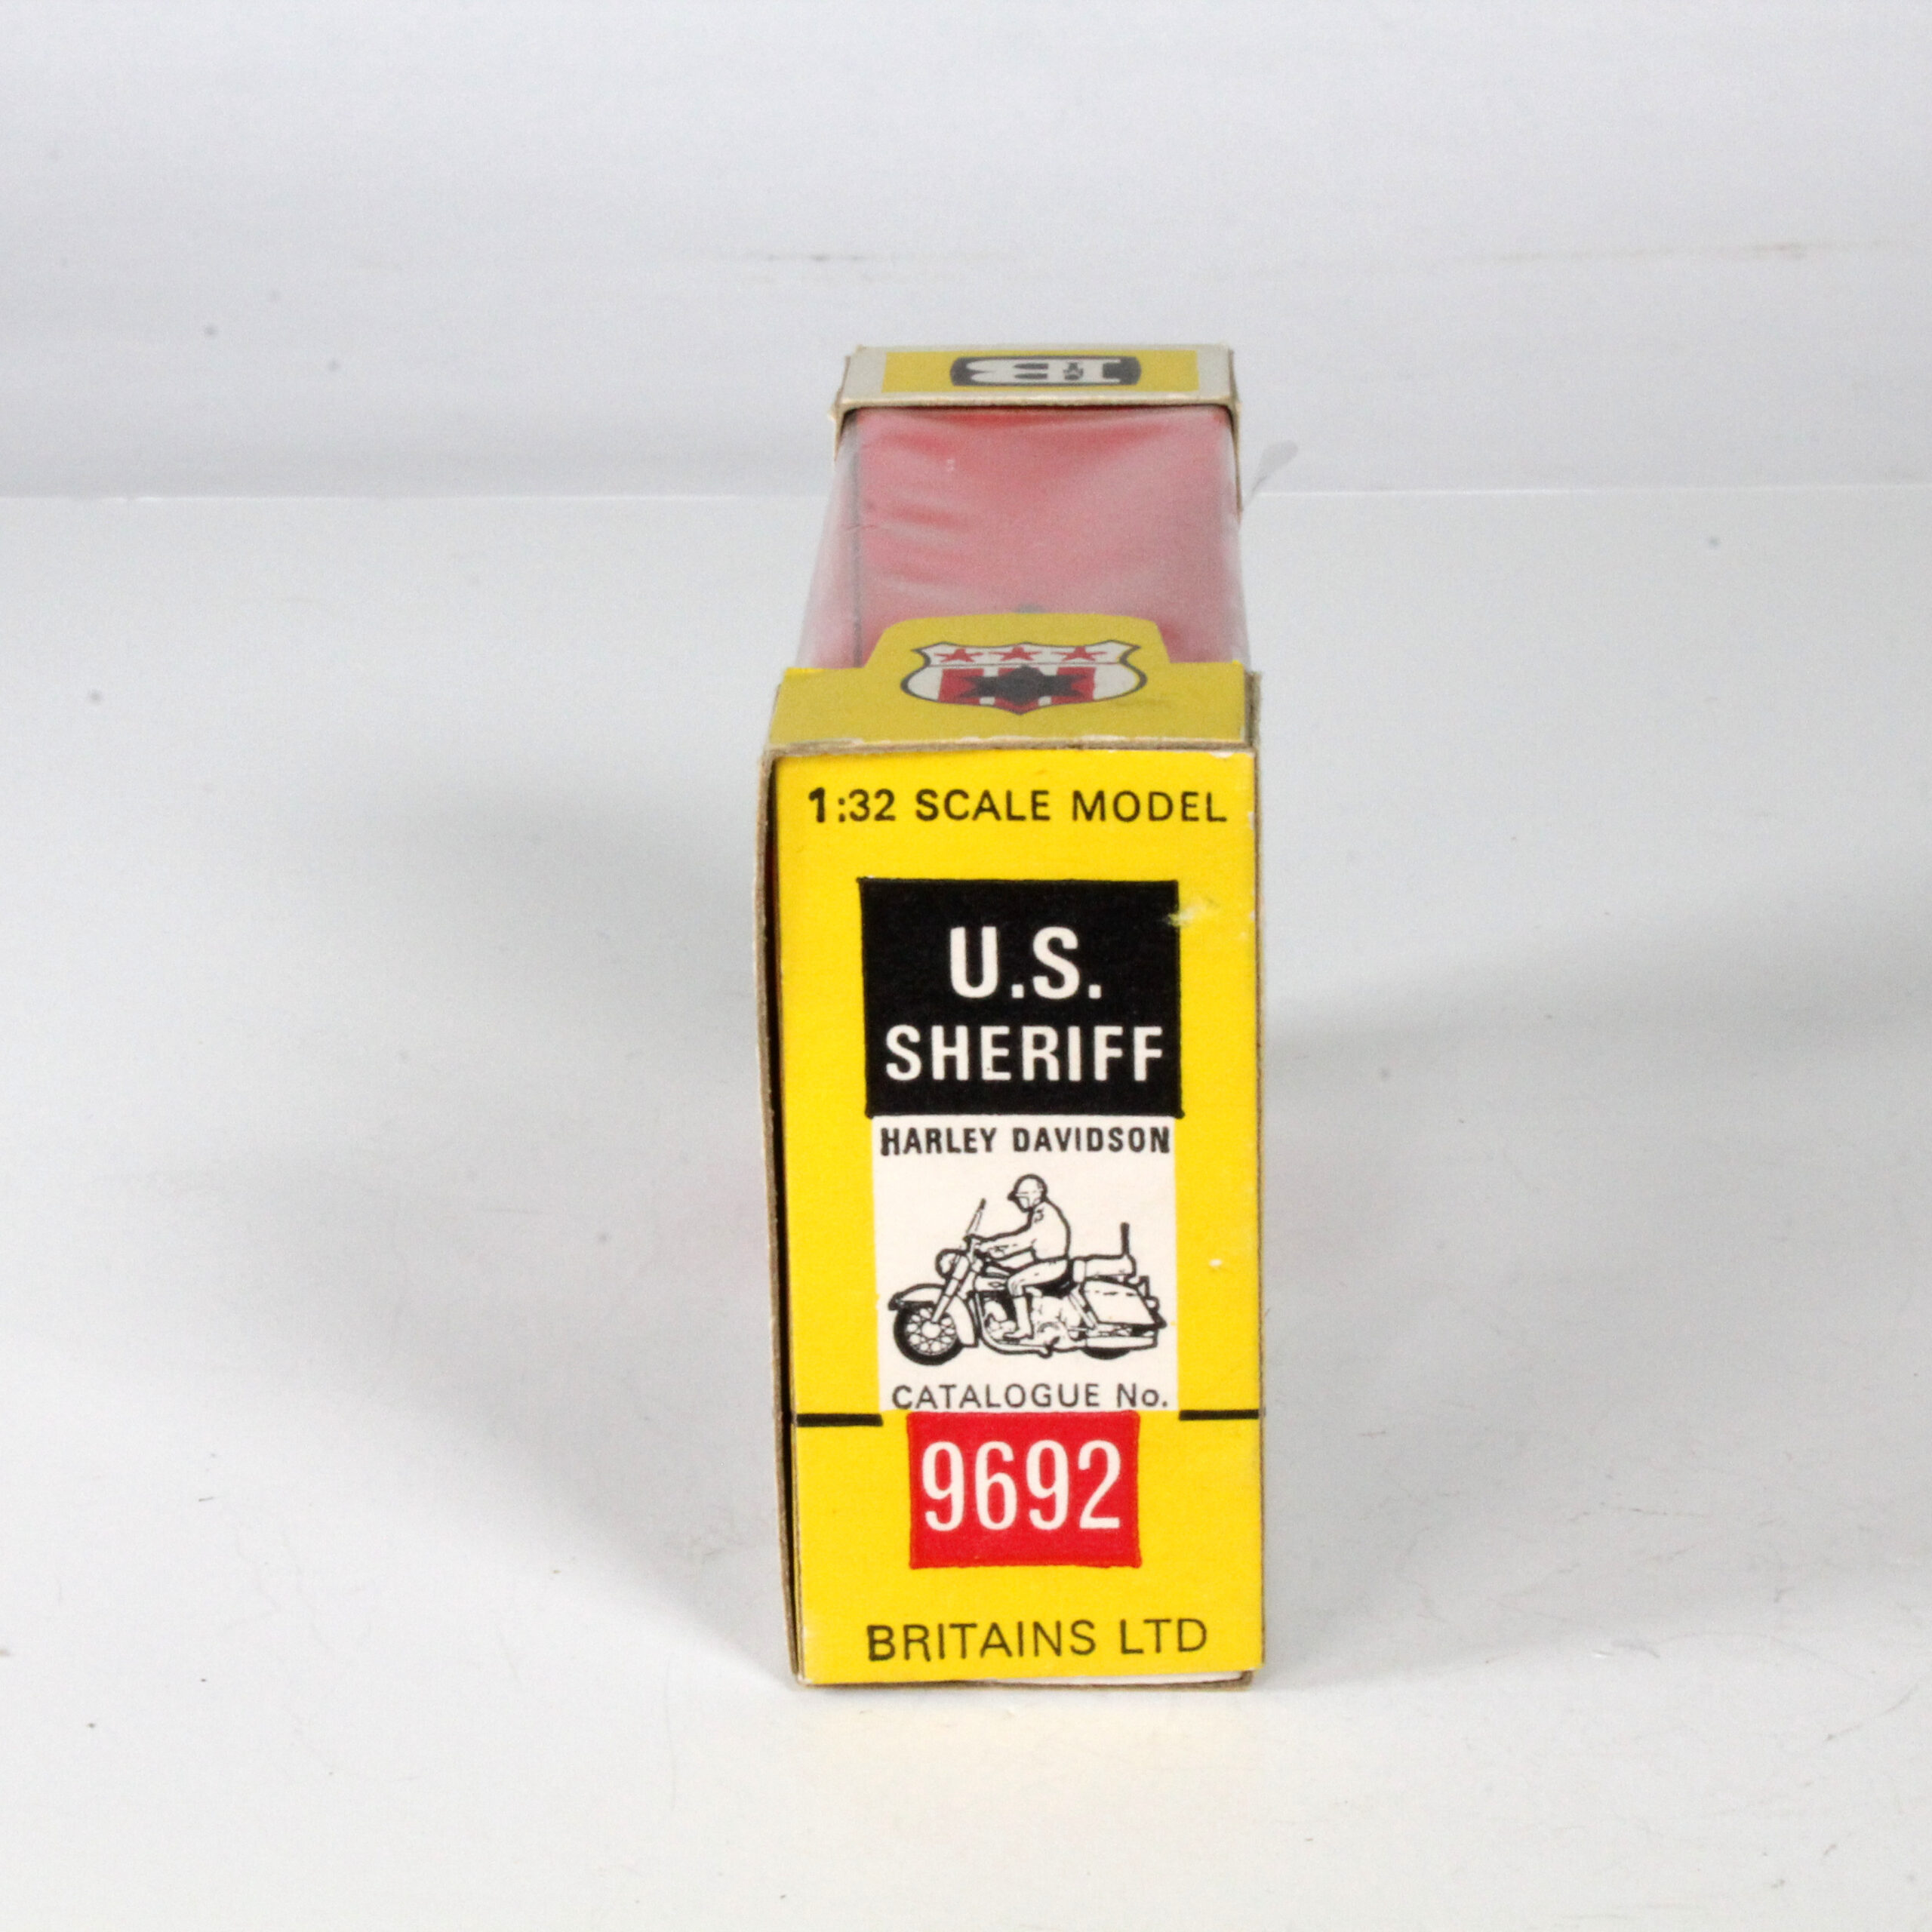 1:32 SCALE MODEL
U.S.
SHERIFF
HARLEY DAVIDSON
CATALOGUE No.
9692
BRITAINS LTD